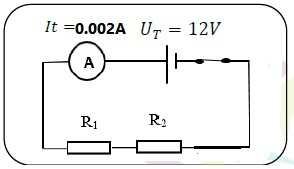 It =0.002A U_T = 12V
A
R₁ R₂